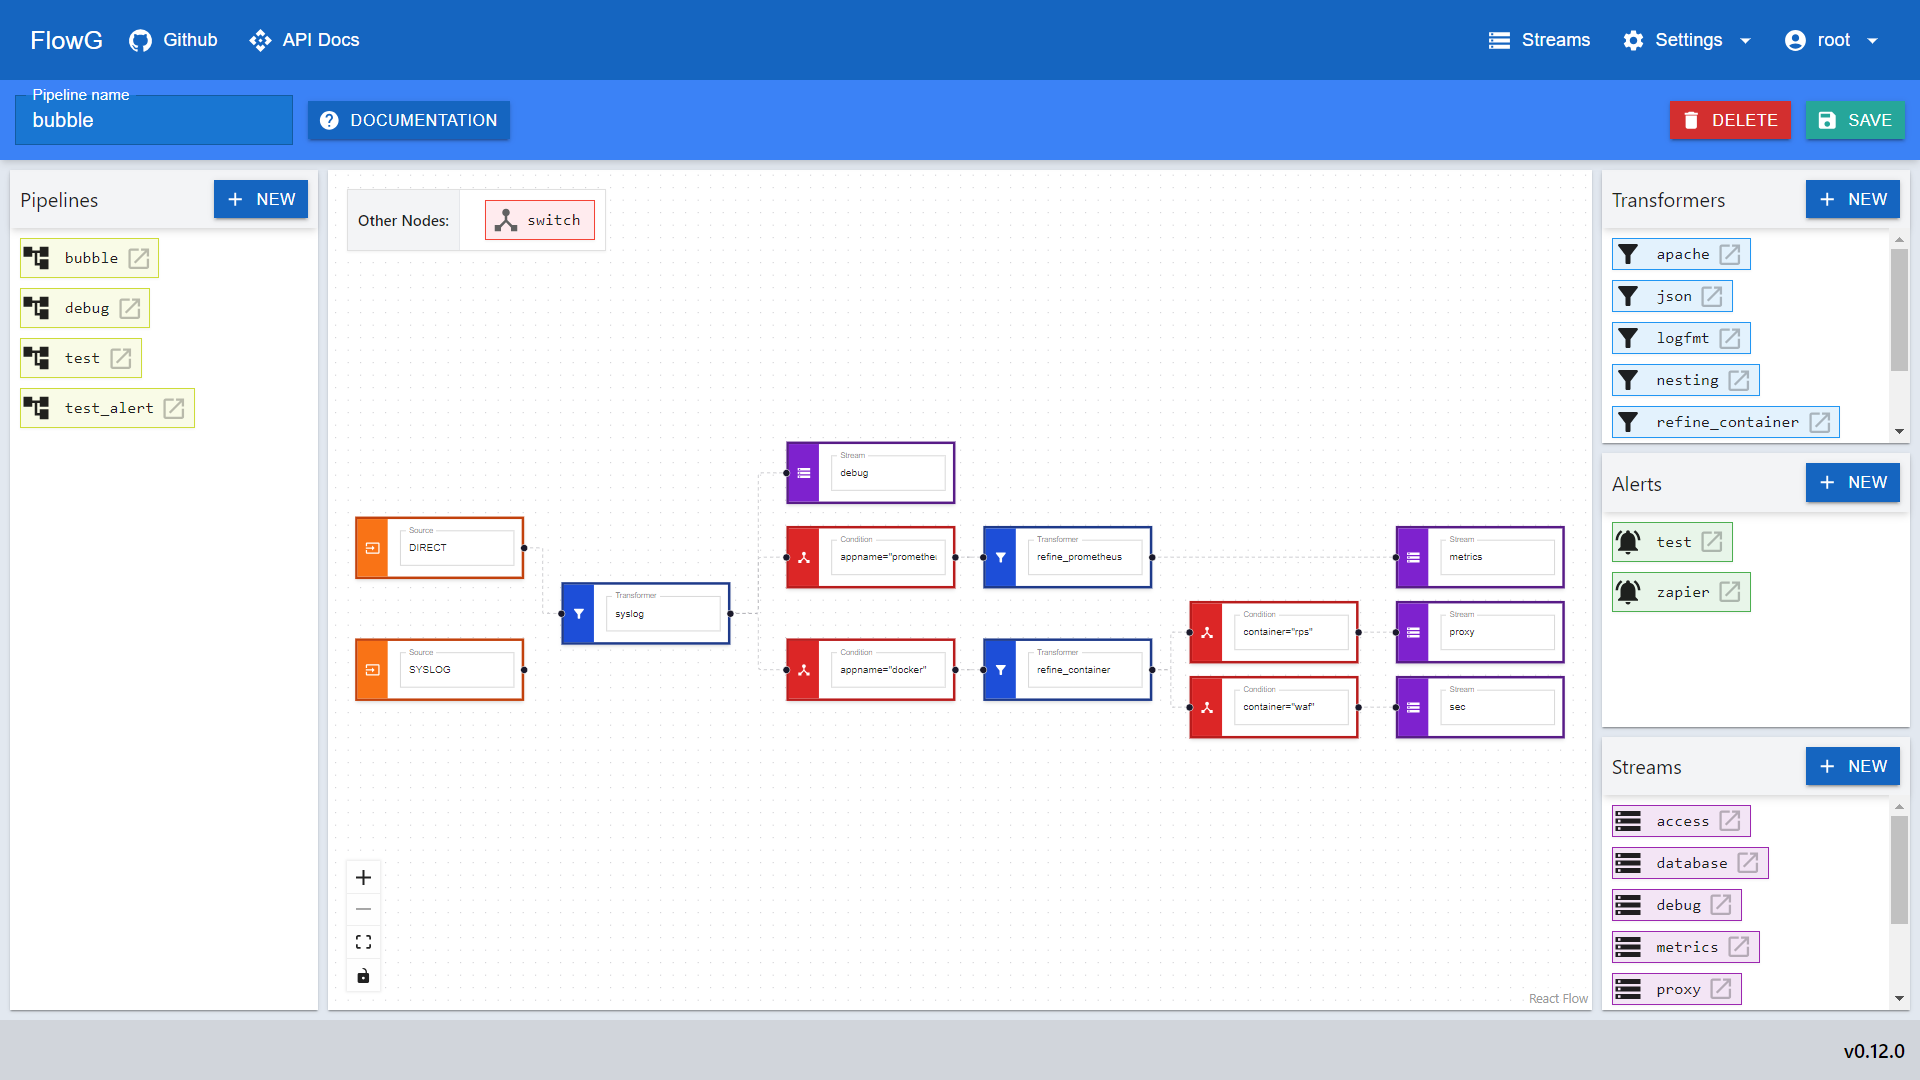 FlowG
Github
API Docs
Streams
Settings
root
Pipeline name
bubble
DOCUMENTATION
DELETE
SAVE
Pipelines
NEW
bubble
debug
test
test_alert
Other Nodes:
switch
Source
DIRECT
Source
SYSLOG
Transformer
syslog
Stream
debug
Condition
appname="promethe
Transformer
refine_prometheus
Stream
metrics
Condition
appname="docker"
Transformer
refine_container
Condition
container="rps"
Stream
proxy
Condition
container="waf"
Stream
sec
React Flow
Transformers
NEW
apache
json
logfmt
nesting
refine_container
Alerts
NEW
test
zapier
Streams
NEW
access
database
debug
metrics
proxy
v0.12.0